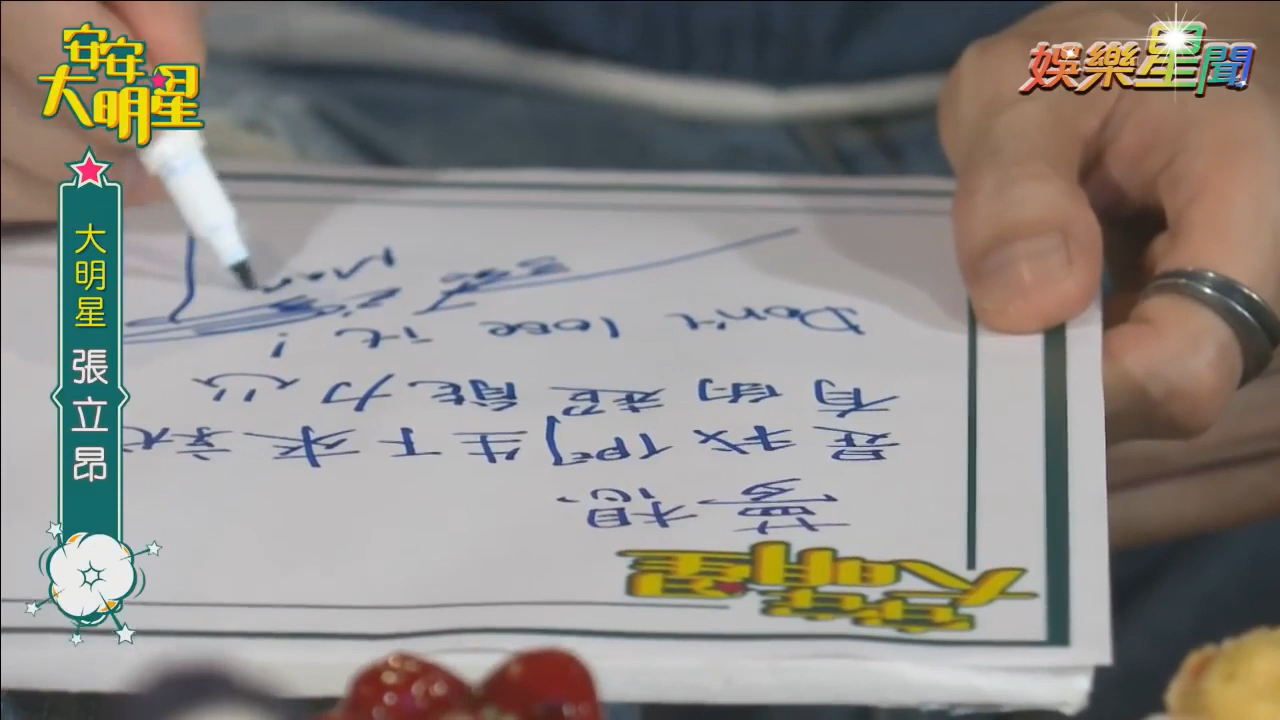 安安
大明星
娛樂星聞
大明星
張立昂
安安
大明星
夢想、
是我們生下來就
有的超能力心
Don't lose it!